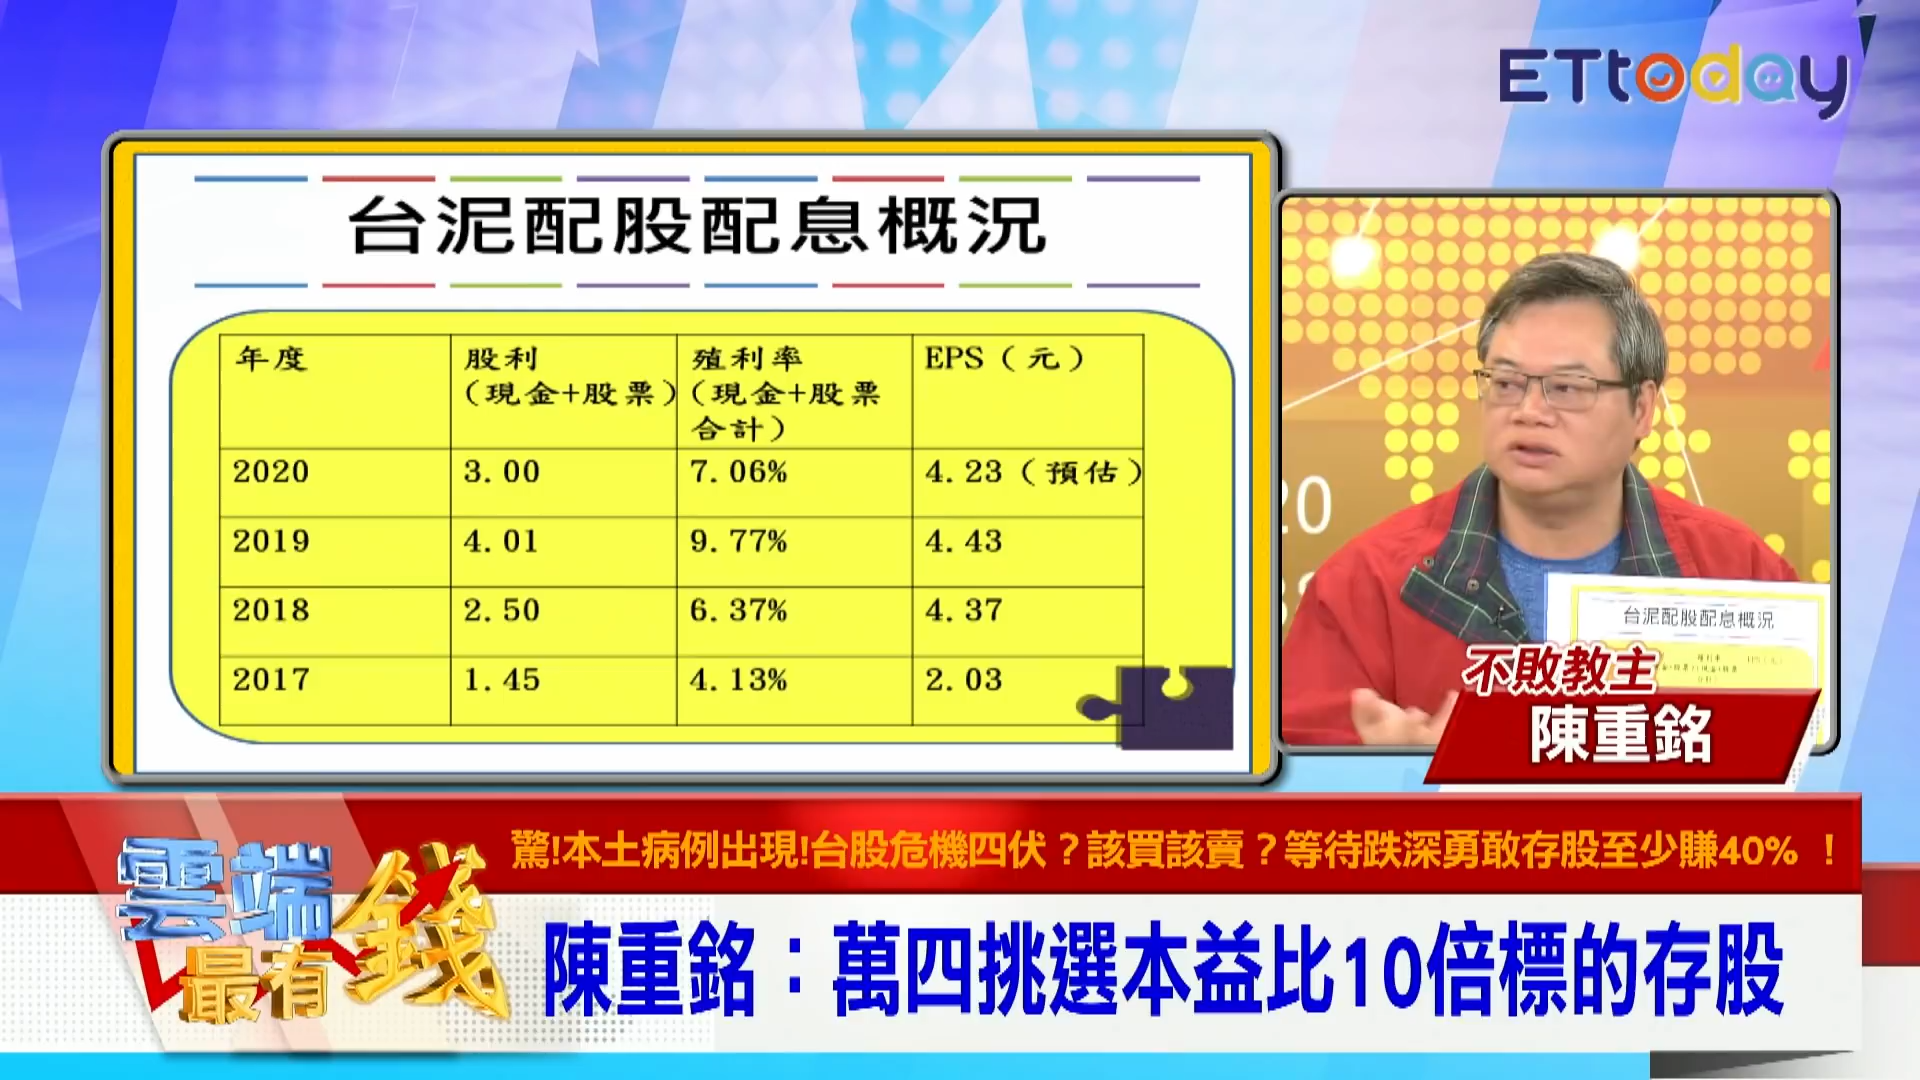 ETtoday
台泥配股配息概況
年度 股利 (現金+股票) 殖利率 (現金+股票合計) EPS(元)
2020 3.00 7.06% 4.23(預估)
2019 4.01 9.77% 4.43
2018 2.50 6.37% 4.37
2017 1.45 4.13% 2.03
台泥配股配息概況
不敗教主
陳重銘
驚!本土病例出現!台股危機四伏?該買該賣?等待跌深勇敢存股至少賺40% !
雲端最有錢
陳重銘:萬四挑選本益比10倍標的存股